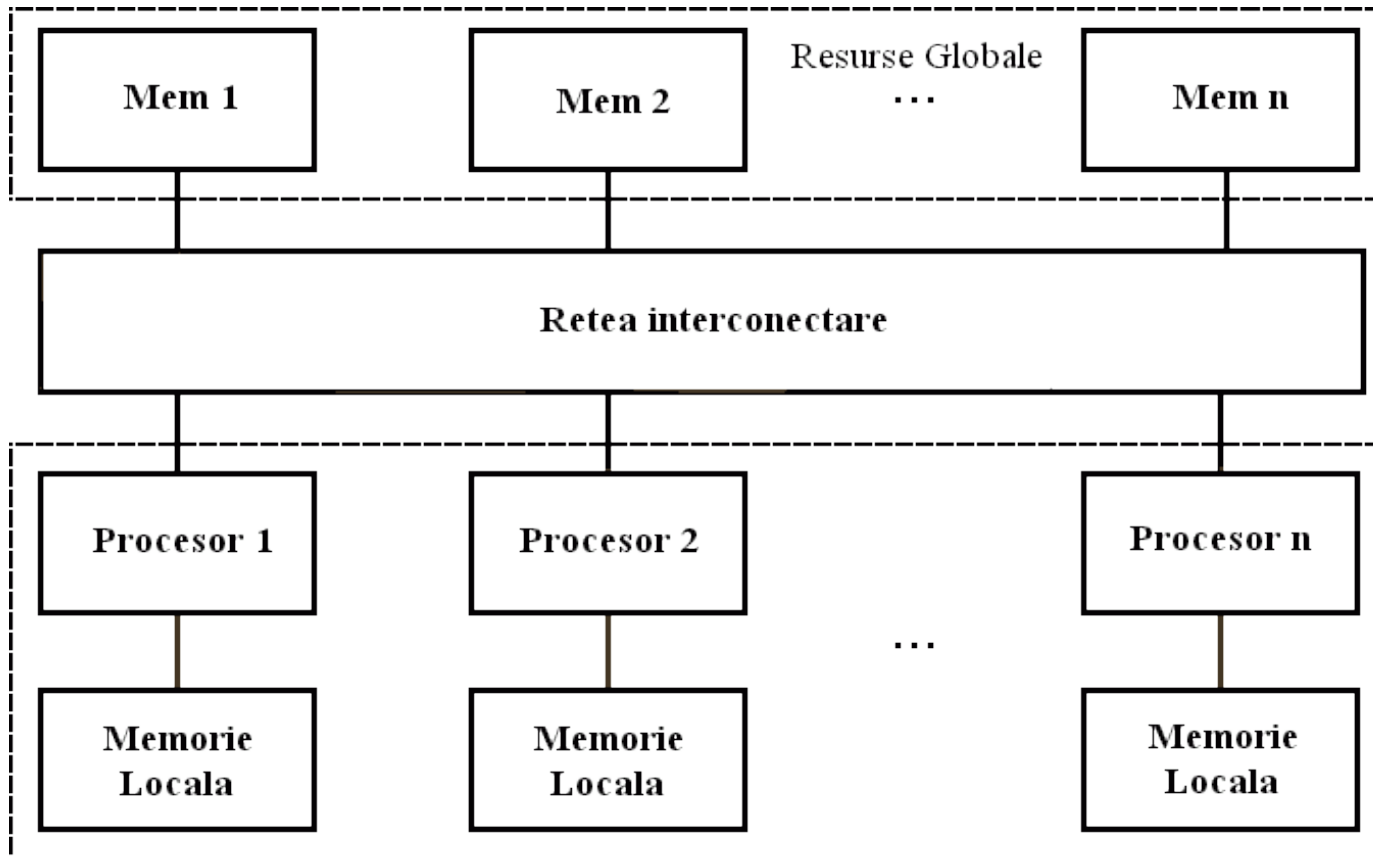 Mem 1
Mem 2
Resurse Globale
...
Mem n
Retea interconectare
Procesor 1
Procesor 2
Procesor n
...
Memorie
Locala
Memorie
Locala
Memorie
Locala